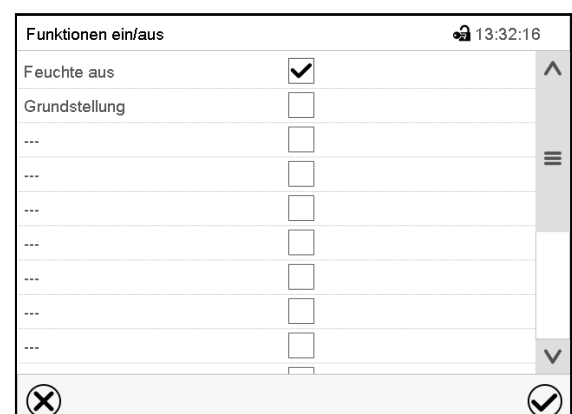 Funktionen ein/aus 13:32:16
Feuchte aus
Grundstellung
---
---
---
---
---
---
---